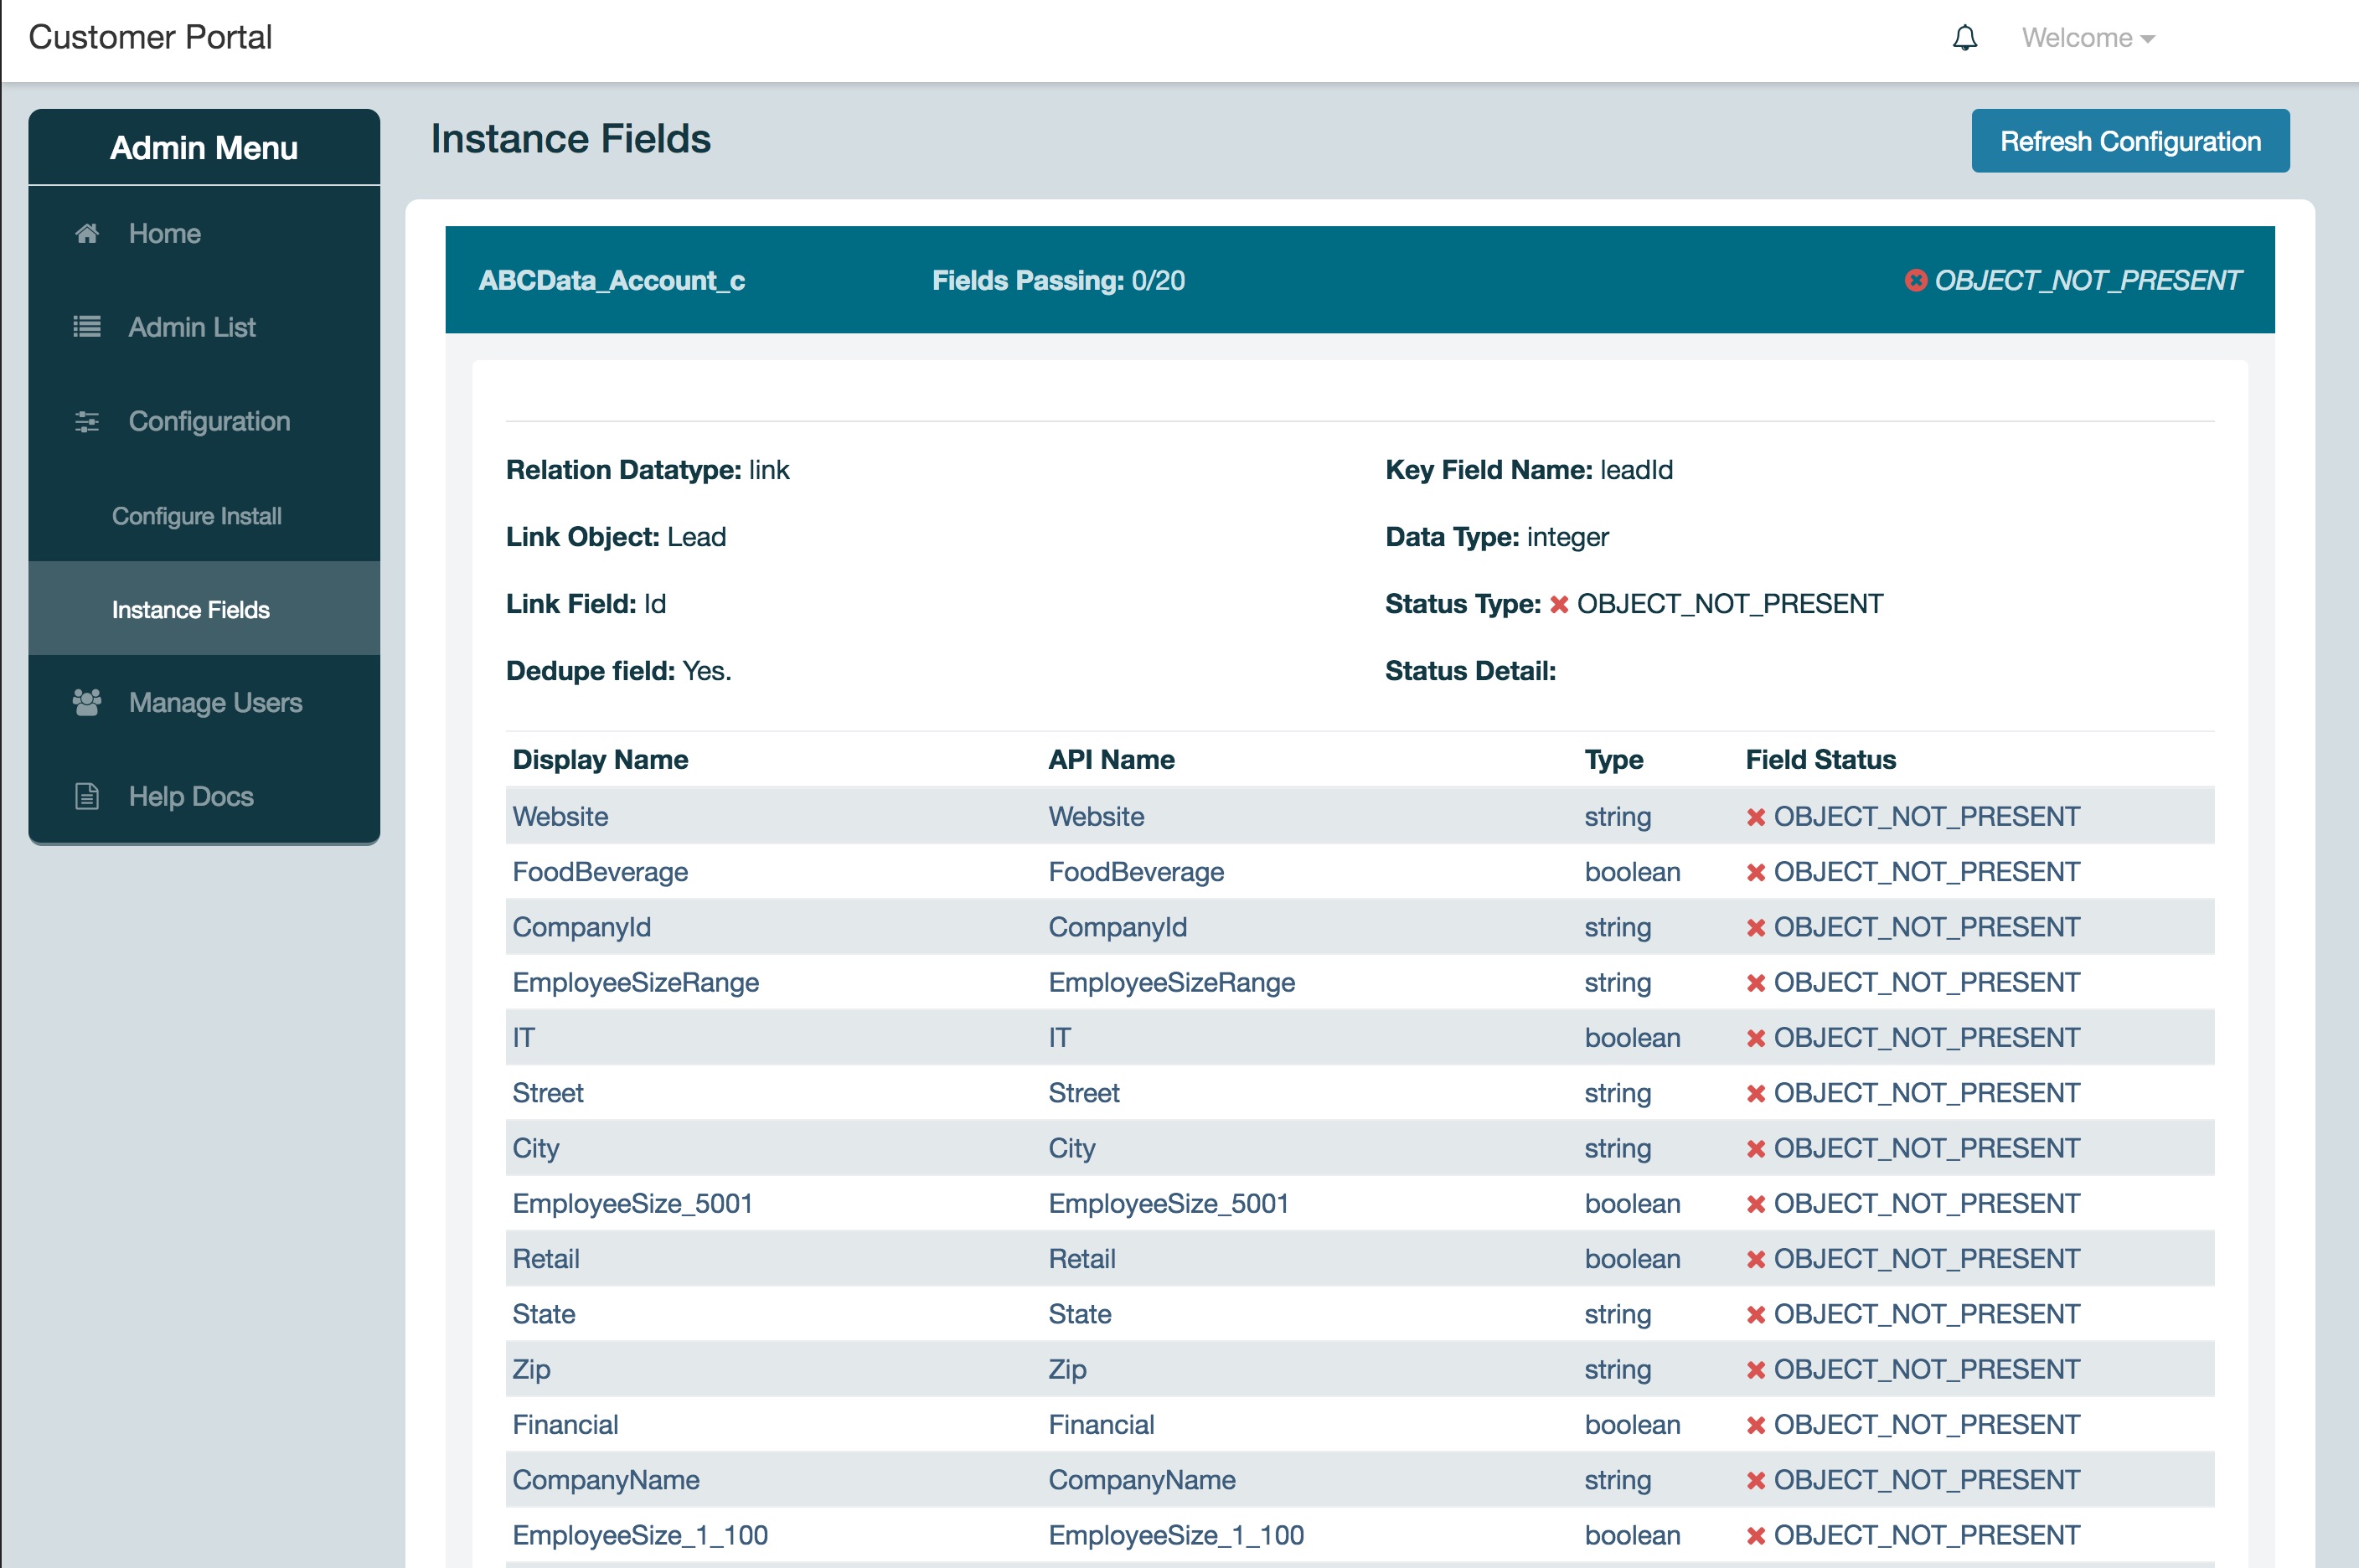 Customer Portal
Welcome
Admin Menu
Home
Admin List
Configuration
Configure Install
Instance Fields
Manage Users
Help Docs
Instance Fields
Refresh Configuration
ABCData_Account_c Fields Passing: 0/20 OBJECT_NOT_PRESENT
Relation Datatype: link Key Field Name: leadId
Link Object: Lead Data Type: integer
Link Field: Id Status Type: OBJECT_NOT_PRESENT
Dedupe field: Yes. Status Detail:
Display Name API Name Type Field Status
Website Website string OBJECT_NOT_PRESENT
FoodBeverage FoodBeverage boolean OBJECT_NOT_PRESENT
CompanyId CompanyId string OBJECT_NOT_PRESENT
EmployeeSizeRange EmployeeSizeRange string OBJECT_NOT_PRESENT
IT IT boolean OBJECT_NOT_PRESENT
Street Street string OBJECT_NOT_PRESENT
City City string OBJECT_NOT_PRESENT
EmployeeSize_5001 EmployeeSize_5001 boolean OBJECT_NOT_PRESENT
Retail Retail boolean OBJECT_NOT_PRESENT
State State string OBJECT_NOT_PRESENT
Zip Zip string OBJECT_NOT_PRESENT
Financial Financial boolean OBJECT_NOT_PRESENT
CompanyName CompanyName string OBJECT_NOT_PRESENT
EmployeeSize_1_100 EmployeeSize_1_100 boolean OBJECT_NOT_PRESENT